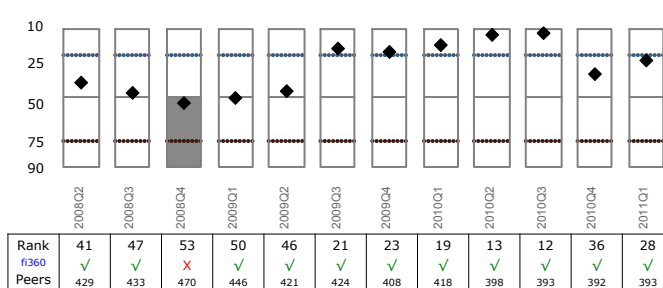 10
25
50
75
90
2008Q2 2008Q3 2008Q4 2009Q1 2009Q2 2009Q3 2009Q4 2010Q1 2010Q2 2010Q3 2010Q4 2011Q1
Rank 41 47 53 50 46 21 23 19 13 12 36 28
fi360 √ √ X √ √ √ √ √ √ √ √ √
Peers 429 433 470 446 421 424 408 418 398 393 392 393